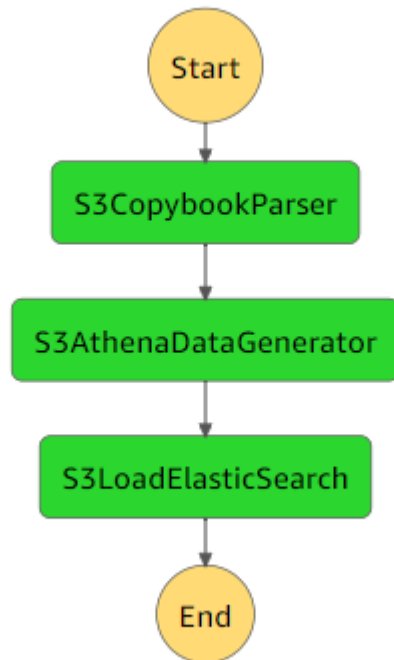 Start
S3CopybookParser
S3AthenaDataGenerator
S3LoadElasticSearch
End